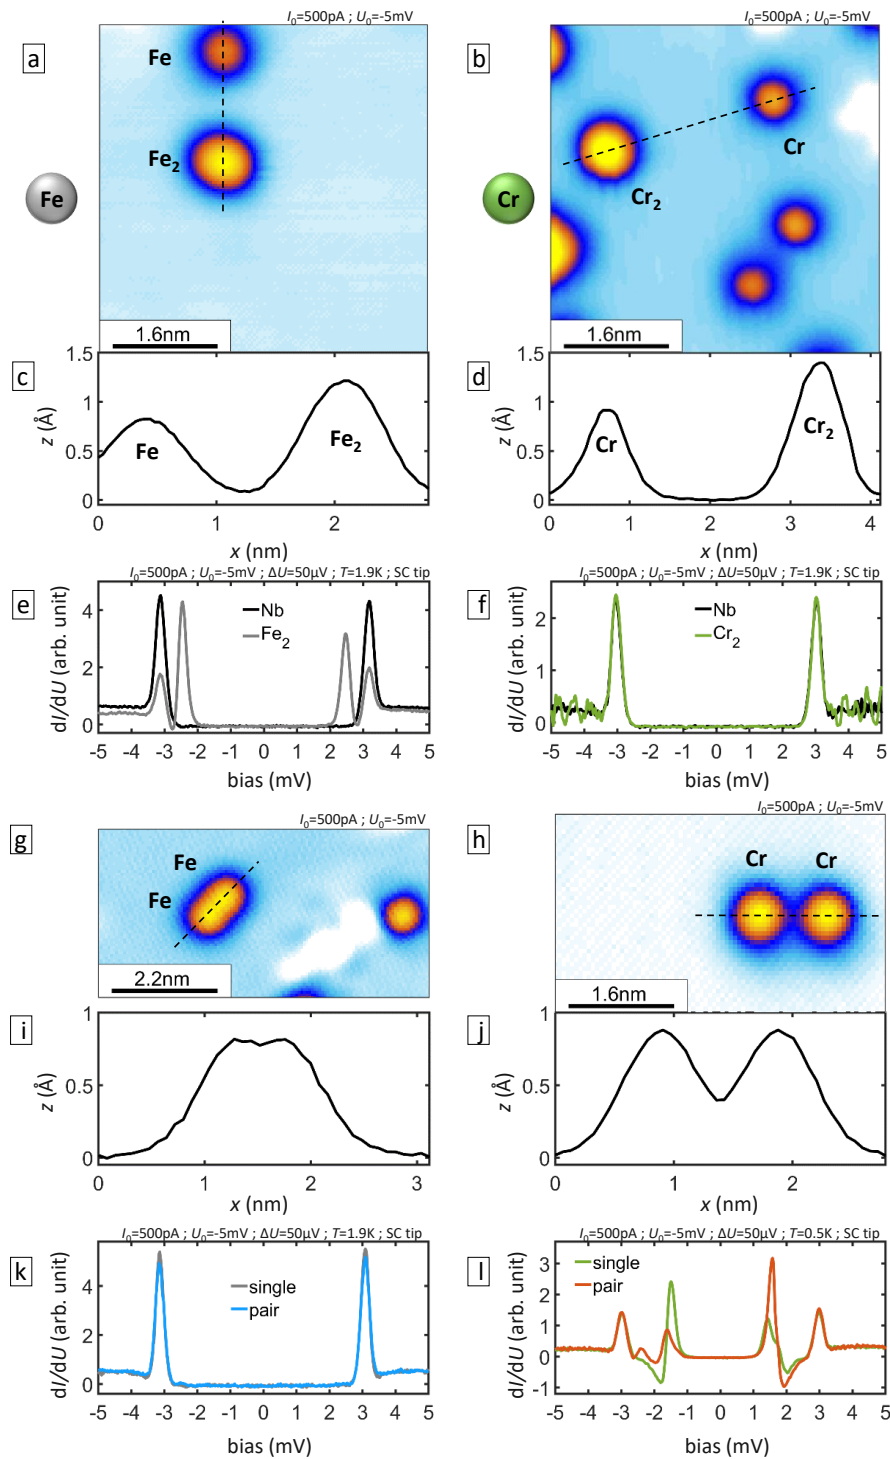 I₀=500pA ; U₀=-5mV
I₀=500pA ; U₀=-5mV
a
Fe
Fe₂
Fe
1.6nm
b
Cr
Cr₂
Cr
1.6nm
c
z (Å)
1.5
1
0.5
0
Fe
Fe₂
0 1 2
x (nm)
d
z (Å)
1.5
1
0.5
0
Cr
Cr₂
0 1 2 3 4
x (nm)
I₀=500pA ; U₀=-5mV ; ΔU=50μV ; T=1.9K ; SC tip
e
dI/dU (arb. unit)
4
2
0
Nb
Fe₂
-5 -4 -3 -2 -1 0 1 2 3 4 5
bias (mV)
I₀=500pA ; U₀=-5mV ; ΔU=50μV ; T=1.9K ; SC tip
f
dI/dU (arb. unit)
2
1
0
Nb
Cr₂
-5 -4 -3 -2 -1 0 1 2 3 4 5
bias (mV)
I₀=500pA ; U₀=-5mV
g
Fe
Fe
2.2nm
I₀=500pA ; U₀=-5mV
h
Cr Cr
1.6nm
i
z (Å)
1
0.5
0
0 1 2 3
x (nm)
j
z (Å)
1
0.5
0
0 1 2
x (nm)
I₀=500pA ; U₀=-5mV ; ΔU=50μV ; T=1.9K ; SC tip
k
dI/dU (arb. unit)
4
2
0
single
pair
-5 -4 -3 -2 -1 0 1 2 3 4 5
bias (mV)
I₀=500pA ; U₀=-5mV ; ΔU=50μV ; T=0.5K ; SC tip
l
dI/dU (arb. unit)
3
2
1
0
-1
single
pair
-5 -4 -3 -2 -1 0 1 2 3 4 5
bias (mV)